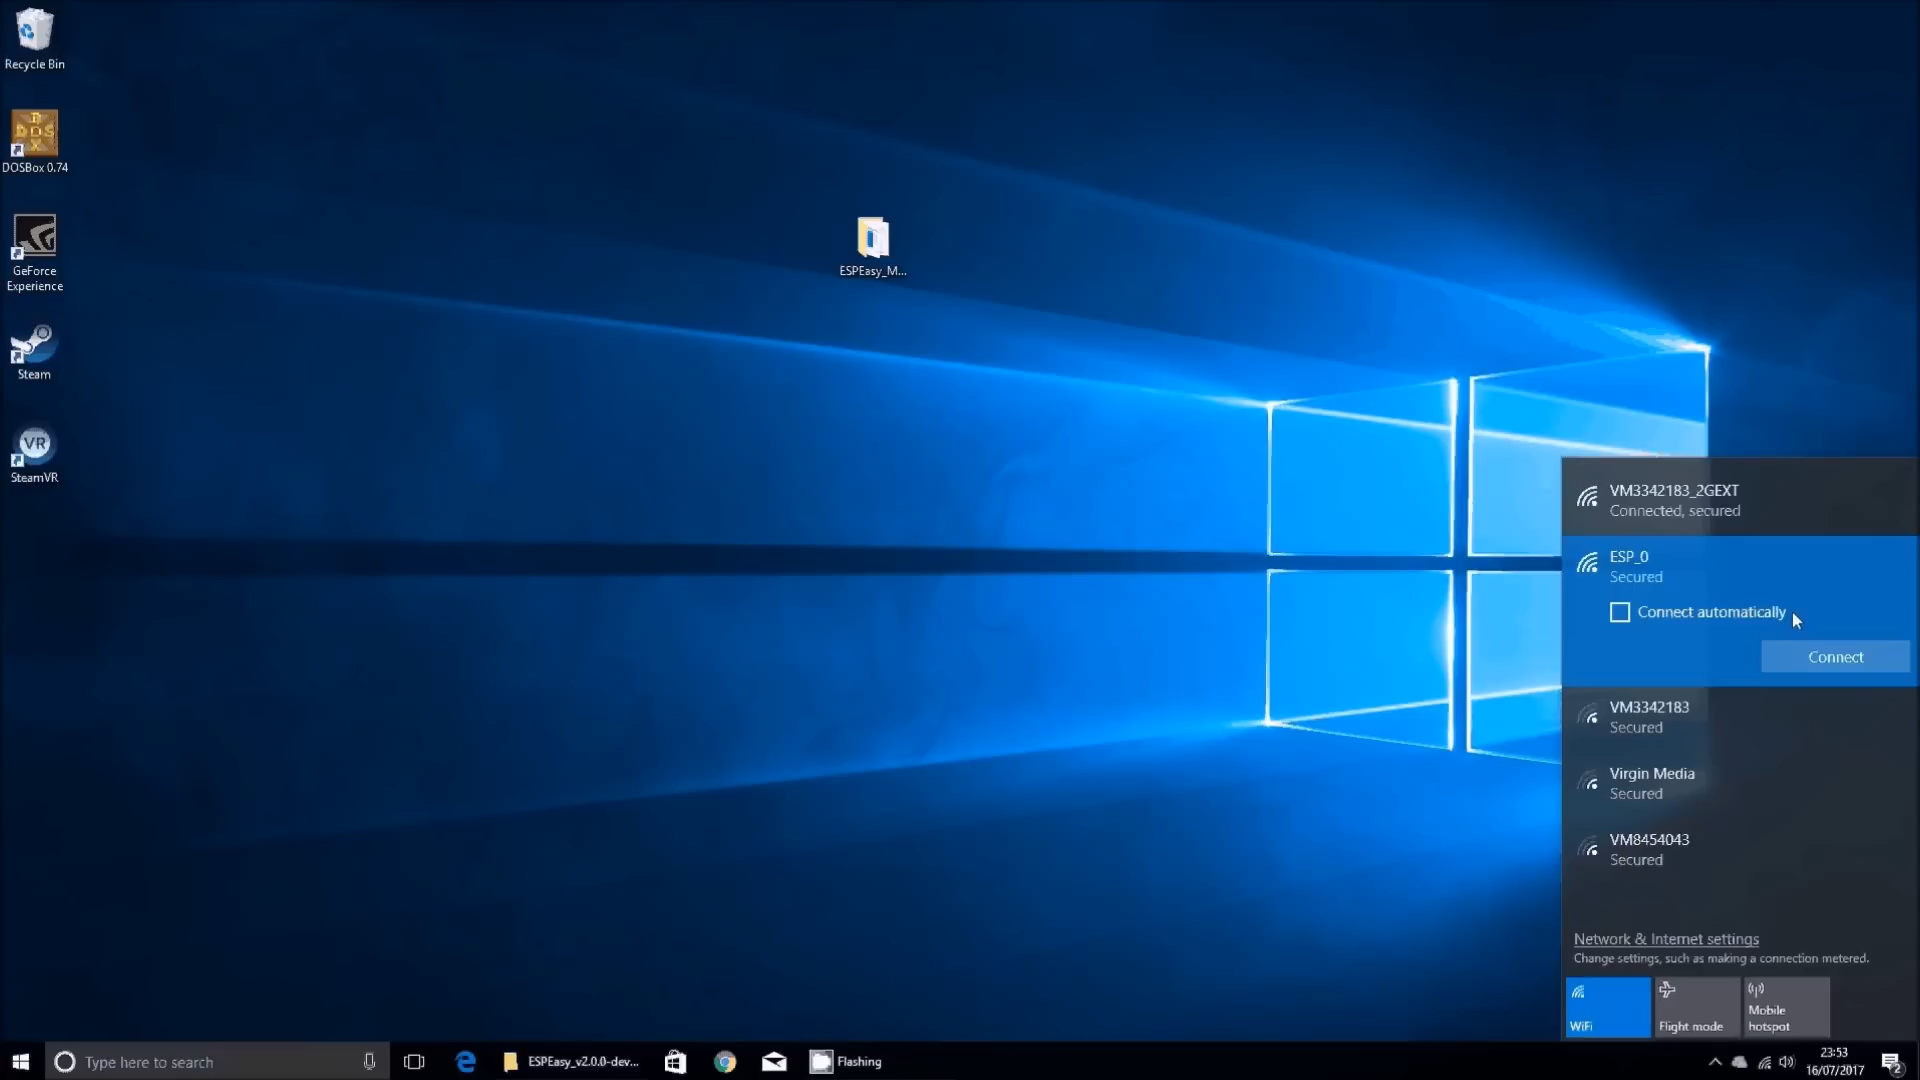 Recycle Bin
DOSBox 0.74
GeForce
Experience
Steam
VR
SteamVR
ESPEasy_M...
VM3342183_2GEXT
Connected, secured
ESP_0
Secured
Connect automatically
Connect
VM3342183
Secured
Virgin Media
Secured
VM8454043
Secured
Network & Internet settings
Change settings, such as making a connection metered.
WiFi
Flight mode
Mobile
hotspot
Type here to search
ESPEasy_v2.0.0-dev...
Flashing
23:53
16/07/2017
2